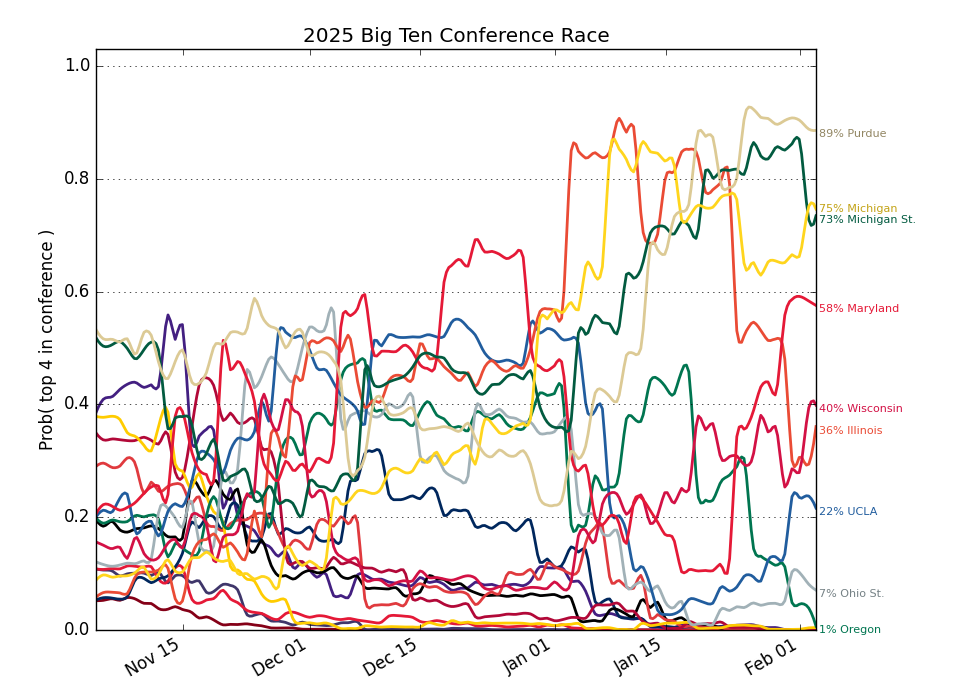 2025 Big Ten Conference Race
Prob( top 4 in conference )
1.0
0.8
0.6
0.4
0.2
0.0
Nov 15
Dec 01
Dec 15
Jan 01
Jan 15
Feb 01
89% Purdue
75% Michigan
73% Michigan St.
58% Maryland
40% Wisconsin
36% Illinois
22% UCLA
7% Ohio St.
1% Oregon